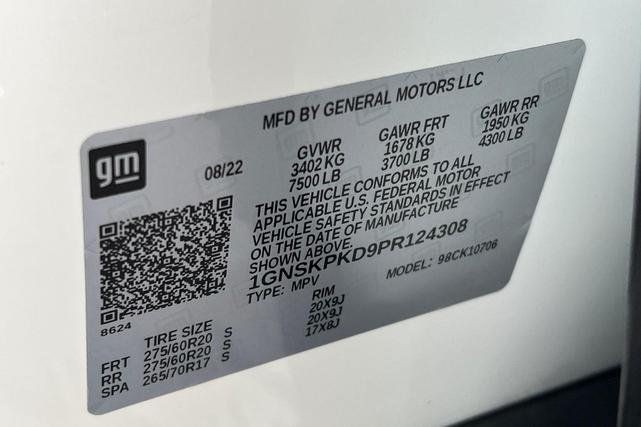 MFD BY GENERAL MOTORS LLC
gm
08/22
GVWR GAWR FRT GAWR RR
3402 KG 1678 KG 1950 KG
7500 LB 3700 LB 4300 LB
THIS VEHICLE CONFORMS TO ALL
APPLICABLE U.S. FEDERAL MOTOR
VEHICLE SAFETY STANDARDS IN EFFECT
ON THE DATE OF MANUFACTURE
SHOWN ABOVE.
1GNSKPKD9PR124308
TYPE: MPV MODEL: 98CK10706
8624
TIRE SIZE RIM
FRT 275/60R20 S 20X9J
RR 275/60R20 S 20X9J
SPA 265/70R17 S 17X8J